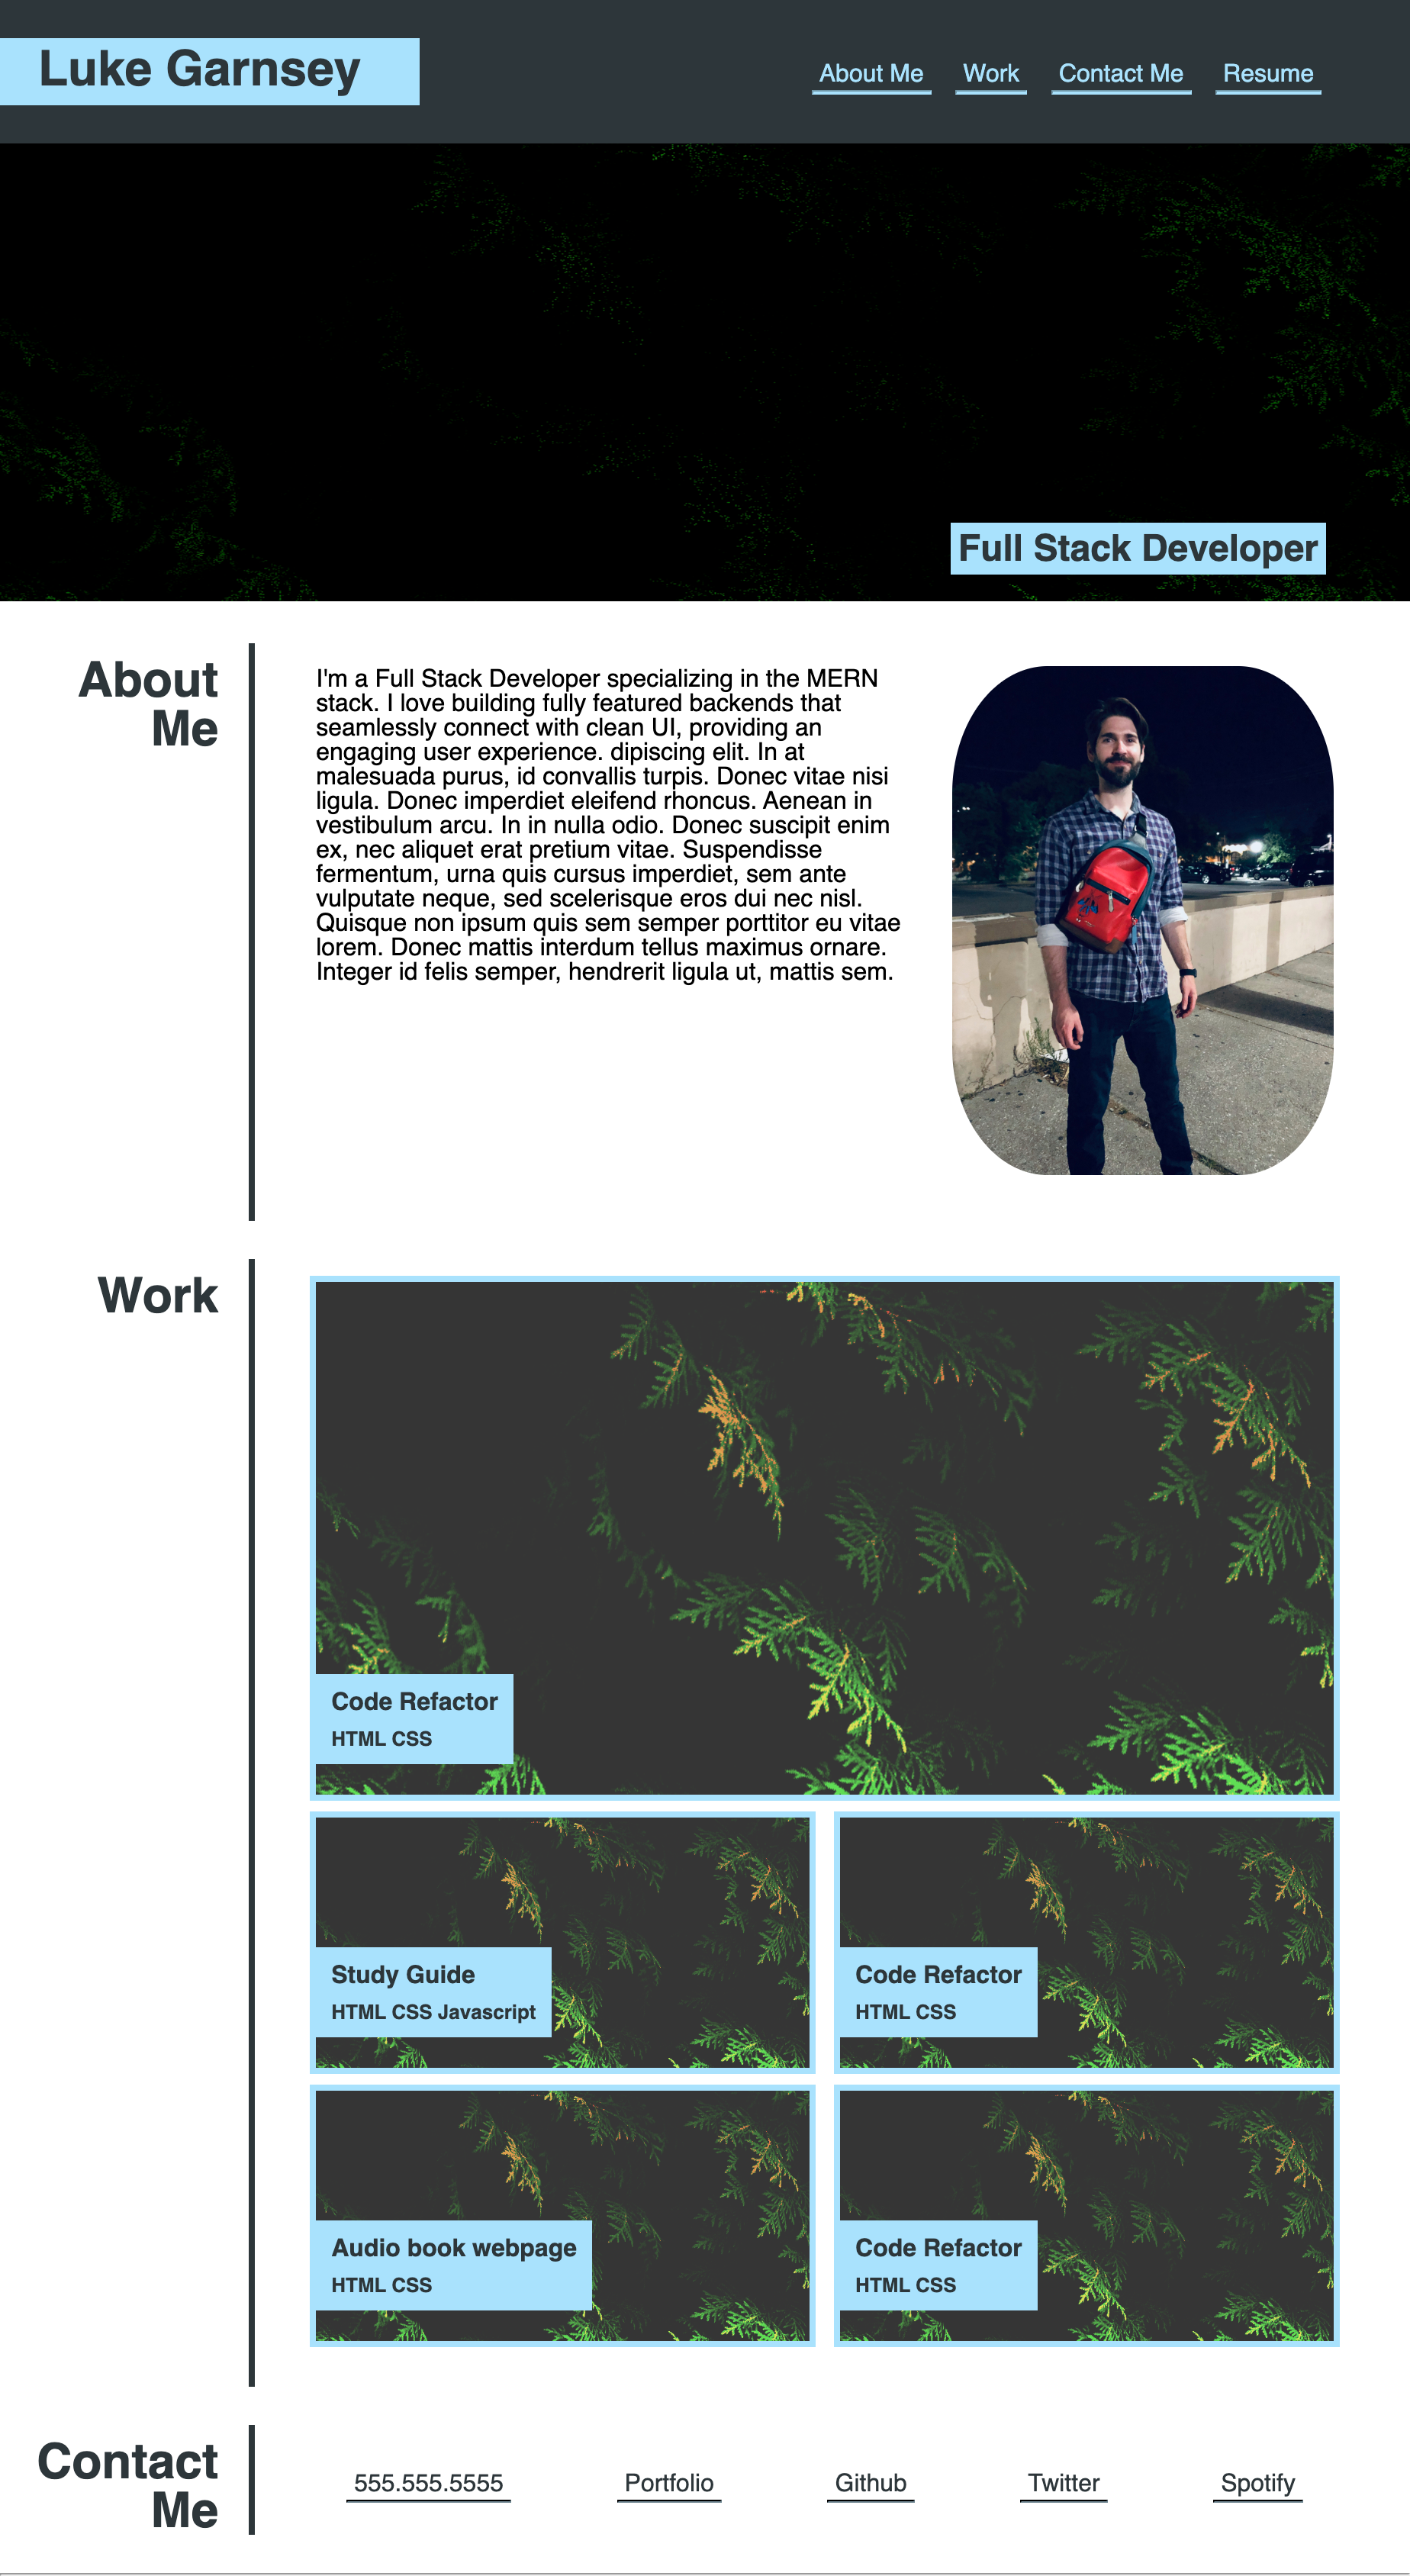 Luke Garnsey
About Me Work Contact Me Resume
Full Stack Developer
About
Me
I'm a Full Stack Developer specializing in the MERN
stack. I love building fully featured backends that
seamlessly connect with clean UI, providing an
engaging user experience. dipiscing elit. In at
malesuada purus, id convallis turpis. Donec vitae nisi
ligula. Donec imperdiet eleifend rhoncus. Aenean in
vestibulum arcu. In in nulla odio. Donec suscipit enim
ex, nec aliquet erat pretium vitae. Suspendisse
fermentum, urna quis cursus imperdiet, sem ante
vulputate neque, sed scelerisque eros dui nec nisl.
Quisque non ipsum quis sem semper porttitor eu vitae
lorem. Donec mattis interdum tellus maximus ornare.
Integer id felis semper, hendrerit ligula ut, mattis sem.
Work
Code Refactor
HTML CSS
Study Guide
HTML CSS Javascript
Code Refactor
HTML CSS
Audio book webpage
HTML CSS
Code Refactor
HTML CSS
Contact
Me
555.555.5555 Portfolio Github Twitter Spotify